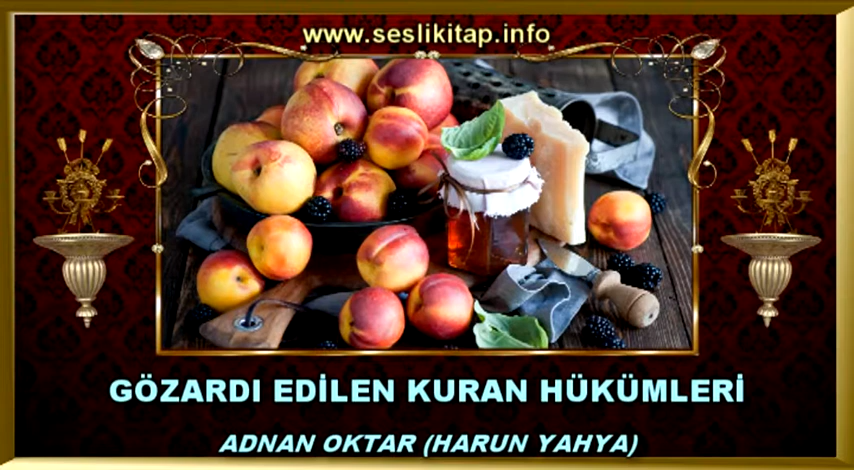 www.seslikitap.info
GÖZARDI EDİLEN KURAN HÜKÜMLERİ
ADNAN OKTAR (HARUN YAHYA)